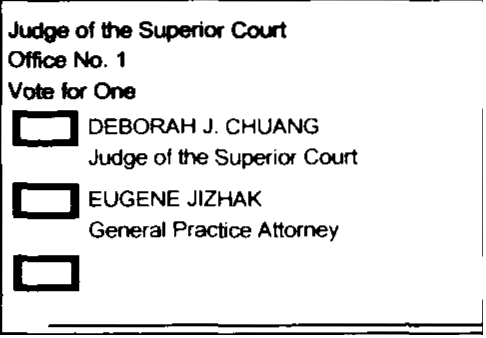 Judge of the Superior Court
Office No. 1
Vote for One
DEBORAH J. CHUANG
Judge of the Superior Court
EUGENE JIZHAK
General Practice Attorney